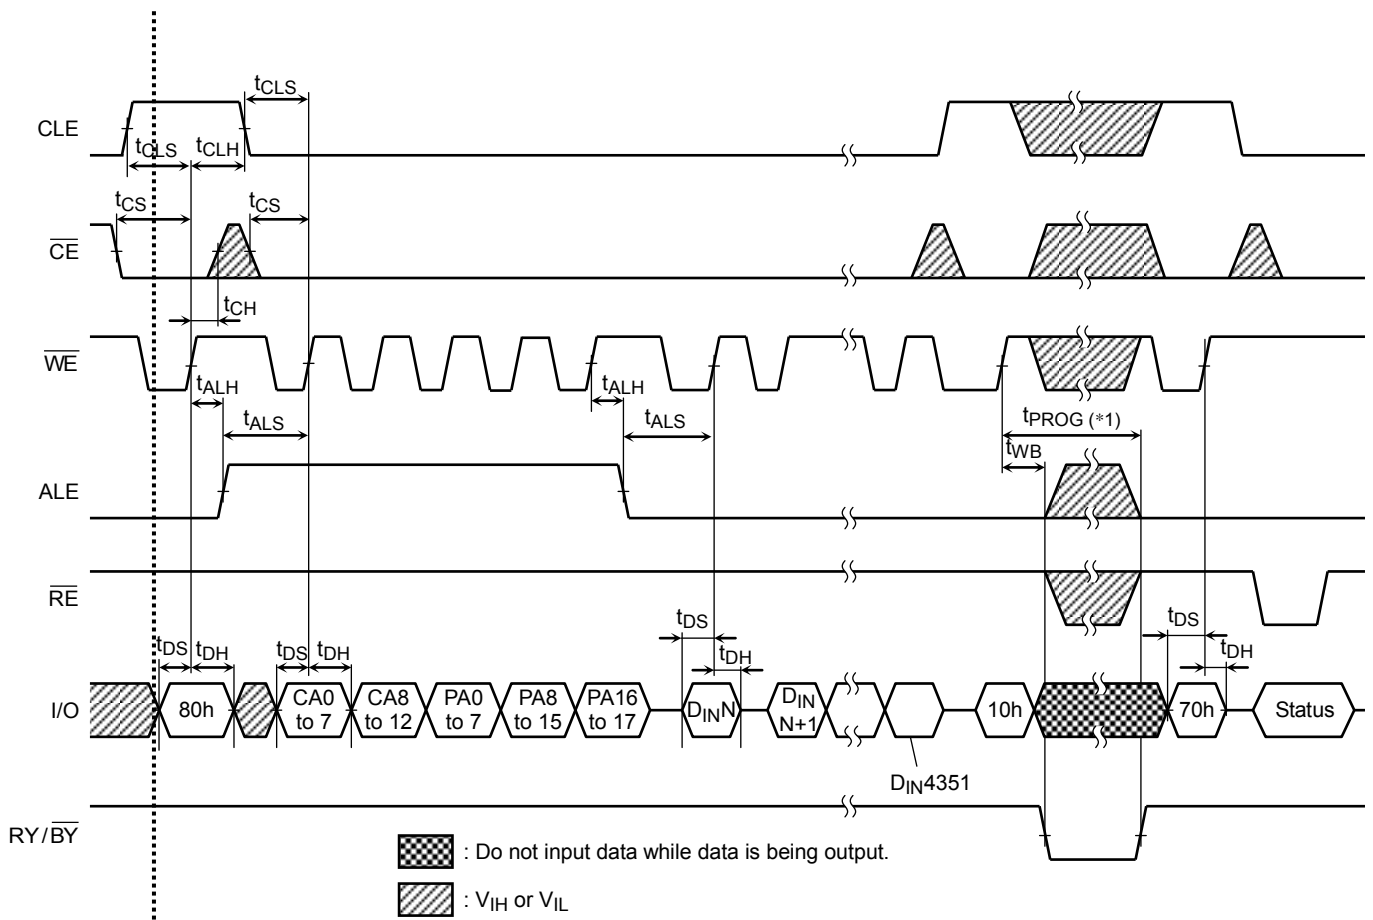 tCLS
CLE
tCLS tCLH
tCS tCS
CE
tCH
WE
tALH tALH
tALS tALS
tPROG (*1)
tWB
ALE
RE
tDS tDH tDS tDH tDS tDH tDS tDH
I/O 80h CA0 to 7 CA8 to 12 PA0 to 7 PA8 to 15 PA16 to 17 DINN DIN N+1 10h 70h Status
DIN4351
RY/BY
: Do not input data while data is being output.
: VIH or VIL